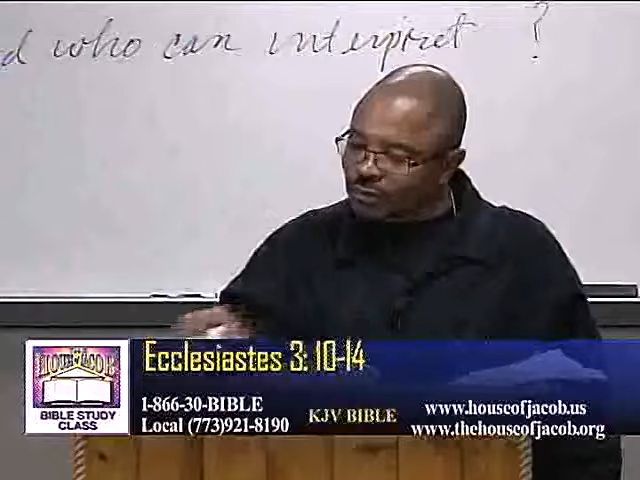 who can interpret ?
Ecclesiastes 3: 10-14
HOUSE OF JACOB
BIBLE STUDY
CLASS
1-866-30-BIBLE
Local (773)921-8190
KJV BIBLE
www.houseofjacob.us
www.thehouseofjacob.org